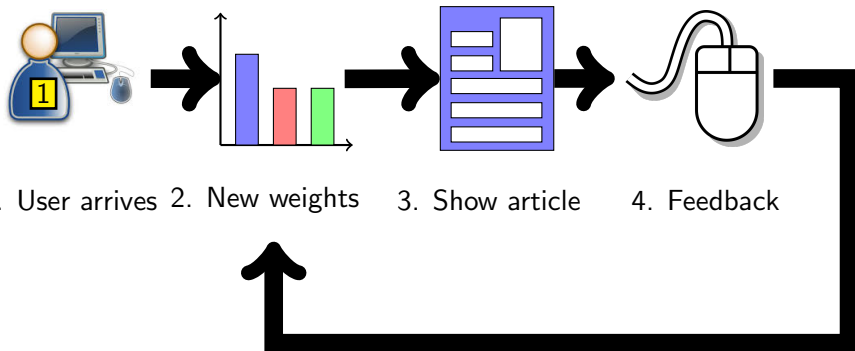 1
. User arrives
2. New weights
3. Show article
4. Feedback